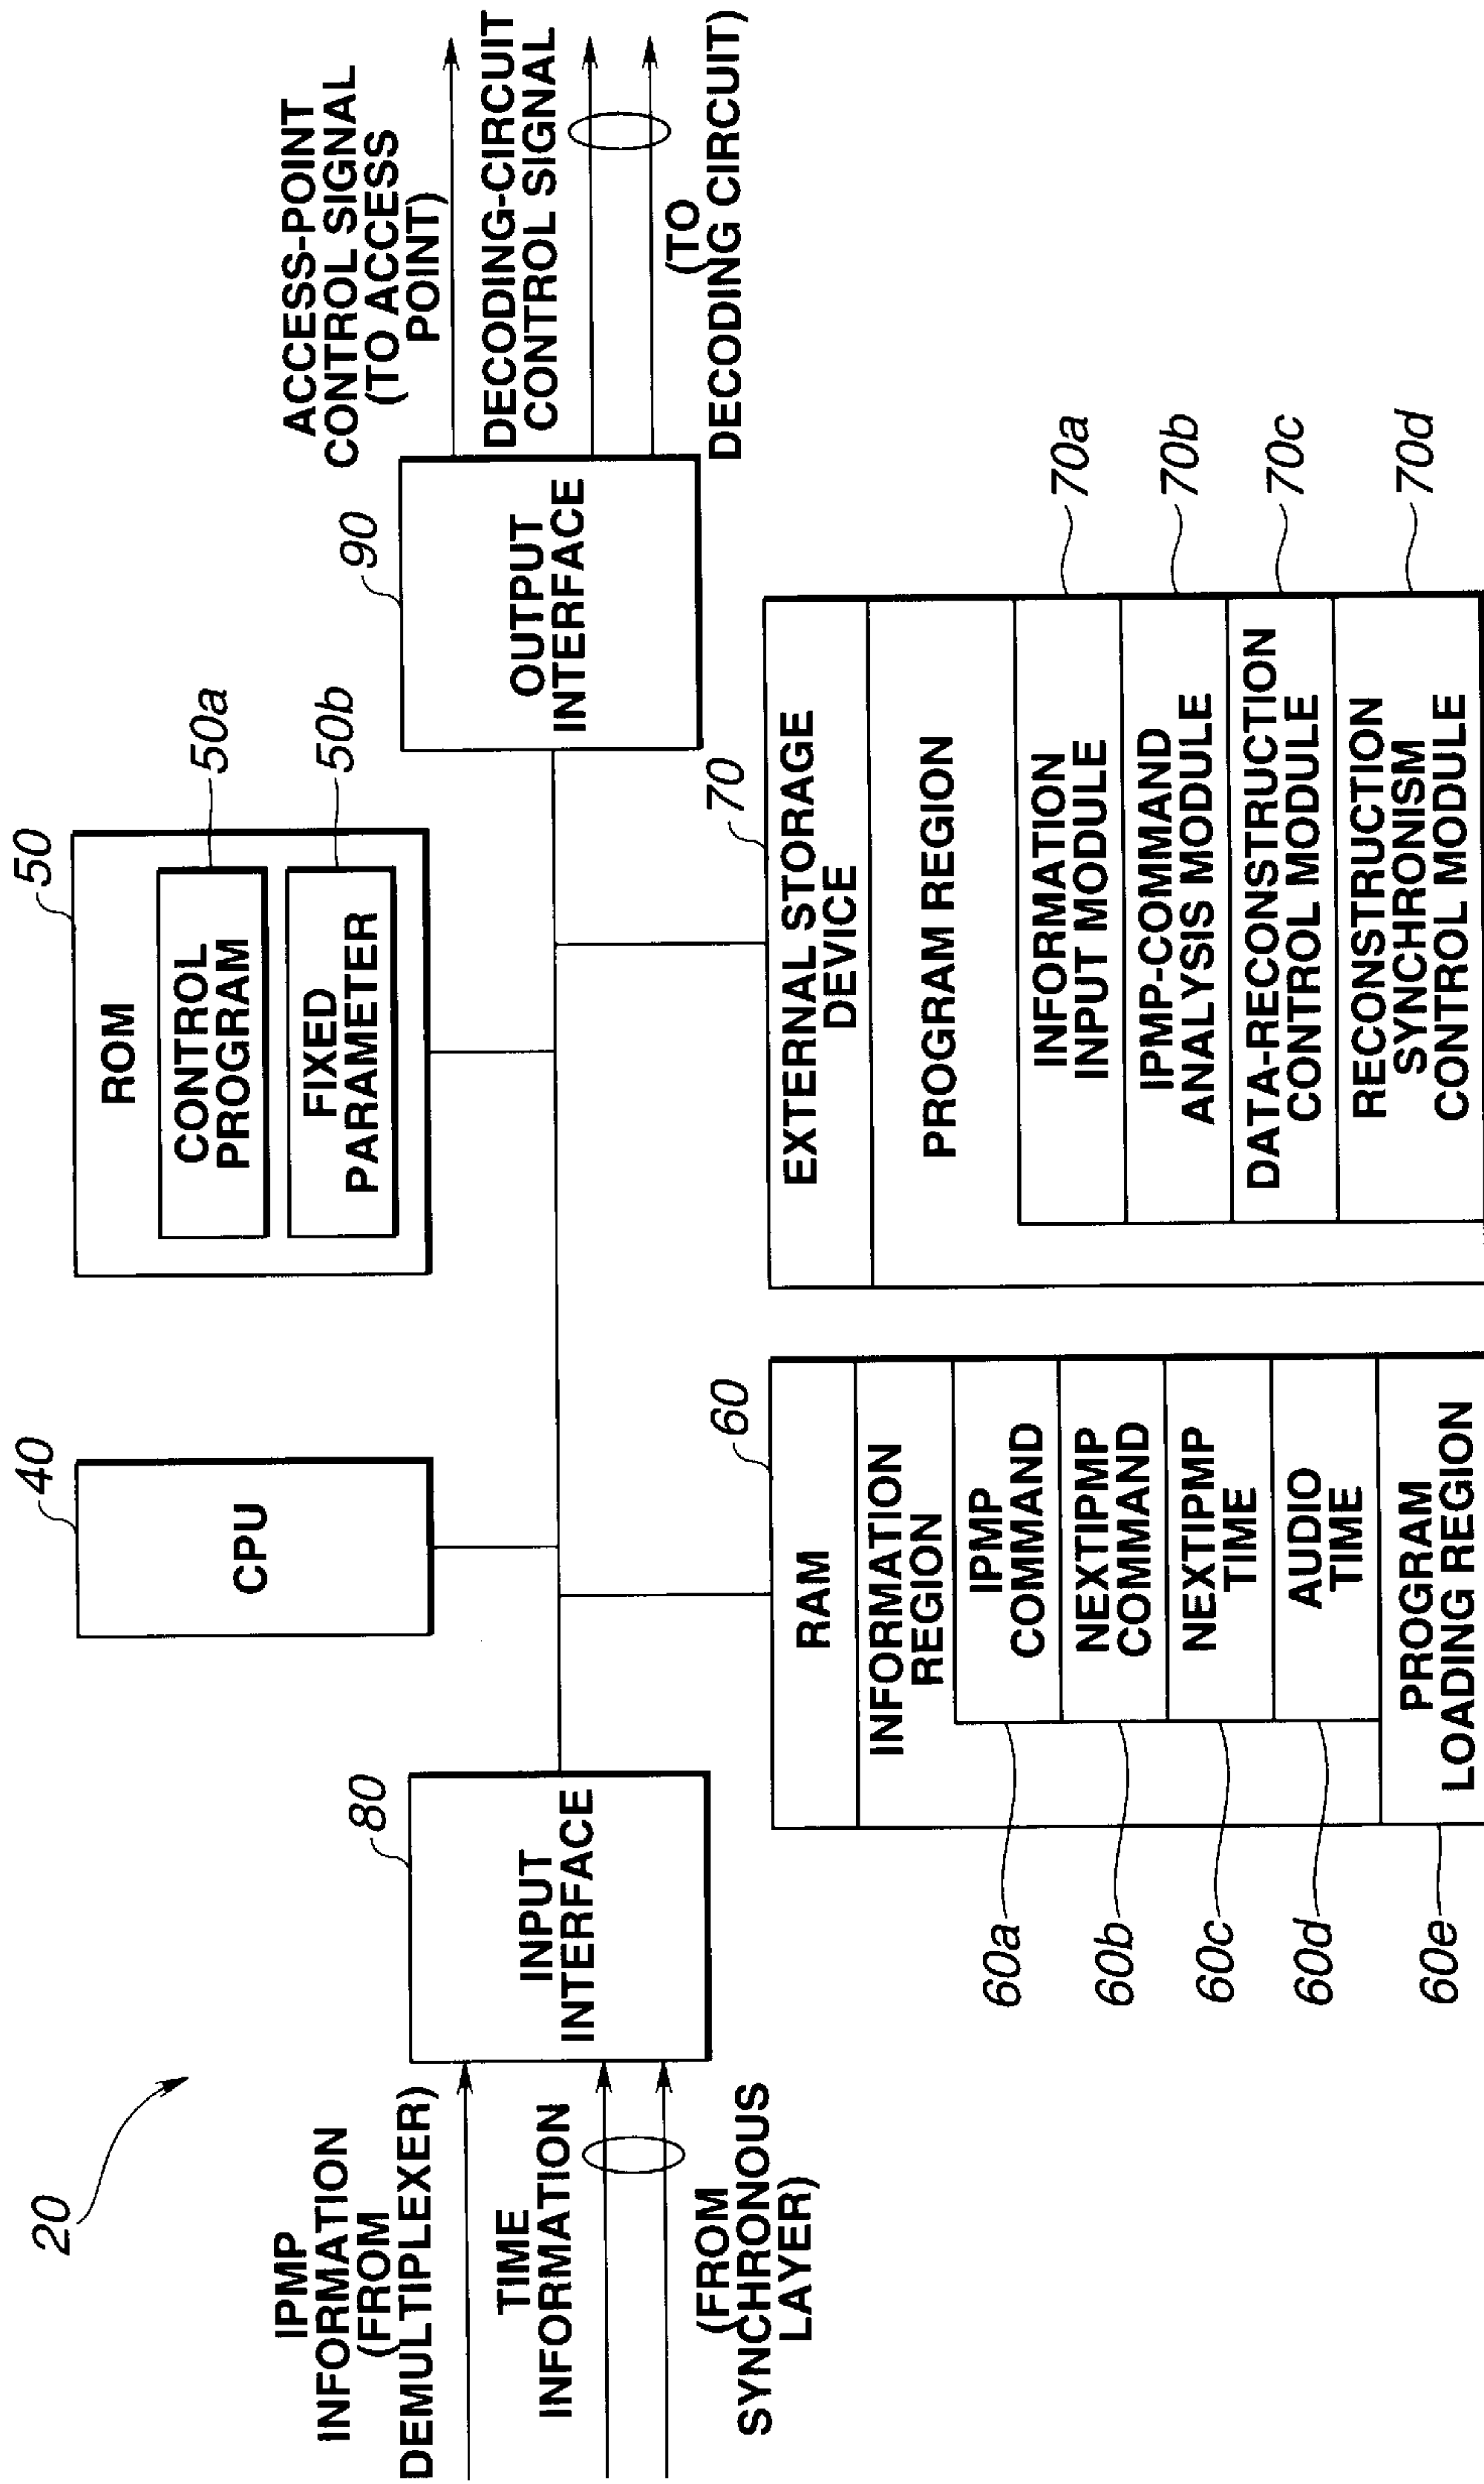 20
IPMP
INFORMATION
(FROM
DEMULTIPLEXER)
TIME
INFORMATION
(FROM
SYNCHRONOUS
LAYER)
80
INPUT
INTERFACE
40
CPU
50
ROM
CONTROL
PROGRAM
50a
FIXED
PARAMETER
50b
90
OUTPUT
INTERFACE
ACCESS-POINT
CONTROL SIGNAL
(TO ACCESS
POINT)
DECODING-CIRCUIT
CONTROL SIGNAL
(TO
DECODING CIRCUIT)
60
RAM
INFORMATION
REGION
IPMP
COMMAND
60a
NEXTIPMP
COMMAND
60b
NEXTIPMP
TIME
60c
AUDIO
TIME
60d
PROGRAM
LOADING REGION
60e
70
EXTERNAL STORAGE
DEVICE
PROGRAM REGION
INFORMATION
INPUT MODULE
70a
IPMP-COMMAND
ANALYSIS MODULE
70b
DATA-RECONSTRUCTION
CONTROL MODULE
70c
RECONSTRUCTION
SYNCHRONISM
CONTROL MODULE
70d